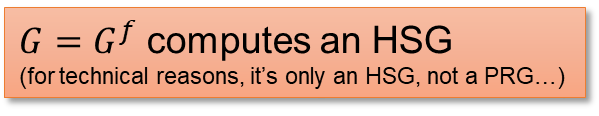 G = G^f computes an HSG
(for technical reasons, it's only an HSG, not a PRG…)